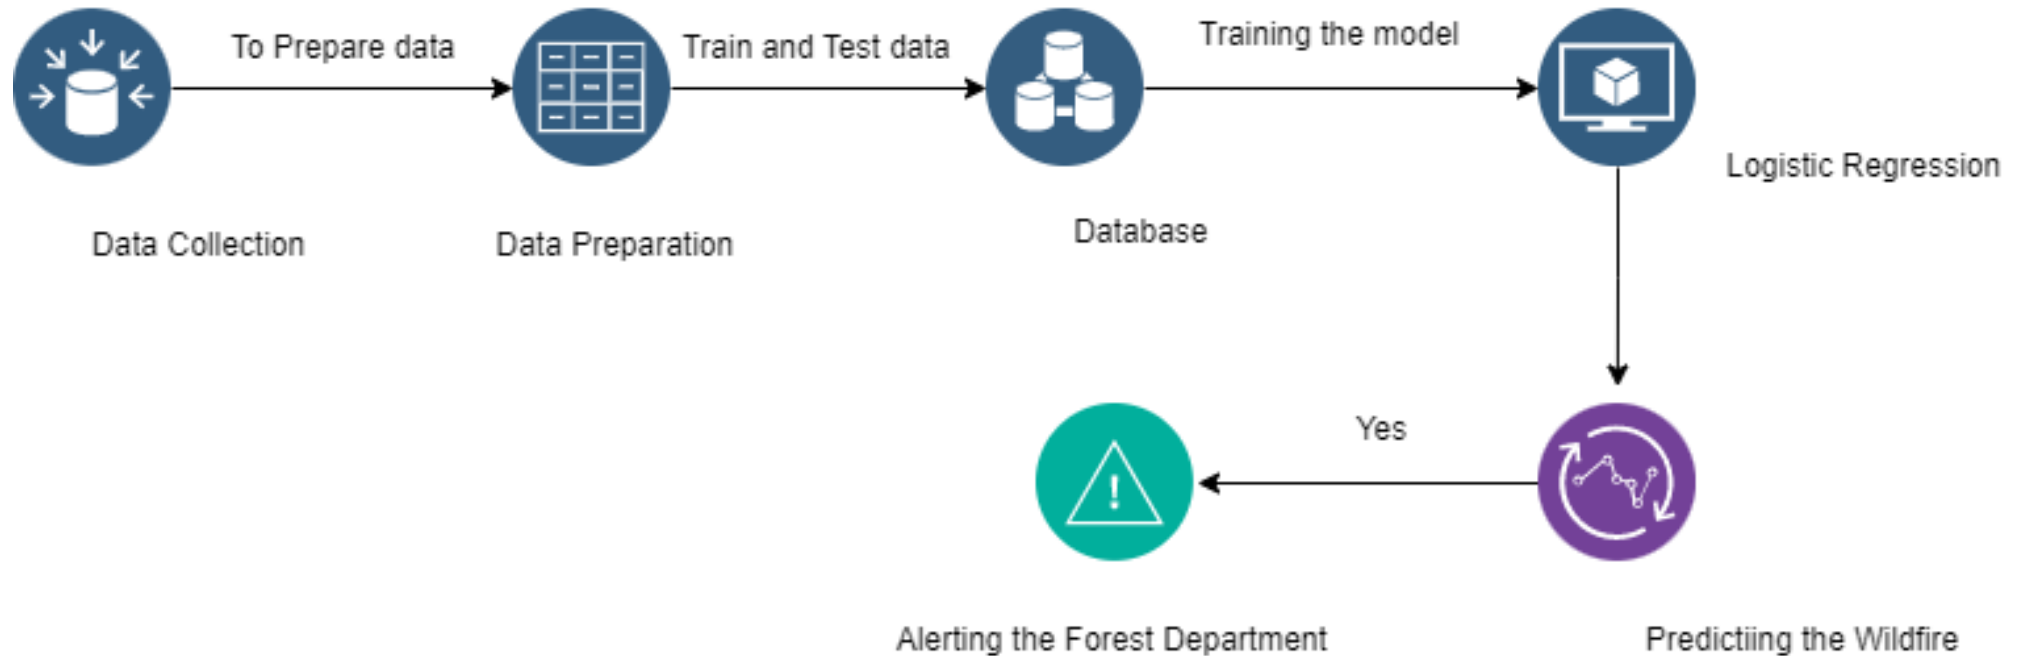 To Prepare data
Train and Test data
Training the model
Logistic Regression
Data Collection
Data Preparation
Database
Yes
Alerting the Forest Department
Predictiing the Wildfire